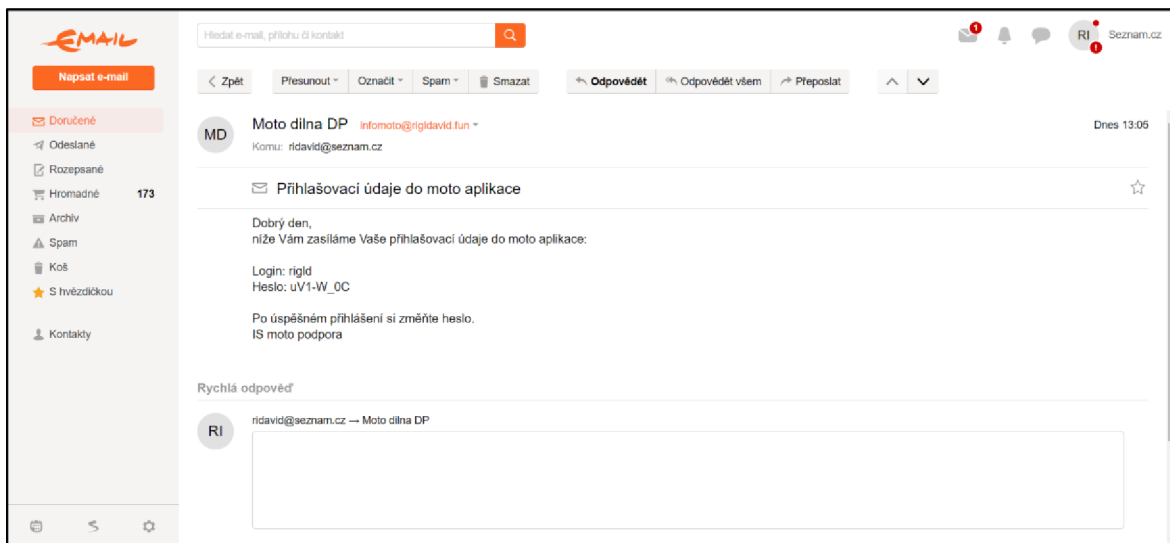 EMAIL
Hledat e-mail, přílohu či kontakt
1
RI
Seznam.cz
Napsat e-mail
Zpět
Přesunout
Označit
Spam
Smazat
Odpovědět
Odpovědět všem
Přeposlat
Doručené
Odeslané
Rozepsané
Hromadné 173
Archiv
Spam
Koš
S hvězdičkou
Kontakty
MD
Moto dilna DP infomoto@rigldavid.fun
Dnes 13:05
Komu: ridavid@seznam.cz
Přihlašovací údaje do moto aplikace
Dobrý den,
níže Vám zasíláme Vaše přihlašovací údaje do moto aplikace:
Login: rigld
Heslo: uV1-W_0C
Po úspěšném přihlášení si změňte heslo.
IS moto podpora
Rychlá odpověď
RI
ridavid@seznam.cz → Moto dilna DP